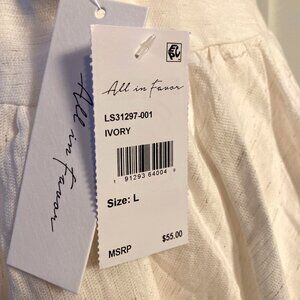 All in Favor
All in Favor
LS31297-001
IVORY
1 91293 64004 9
Size: L
MSRP
$55.00